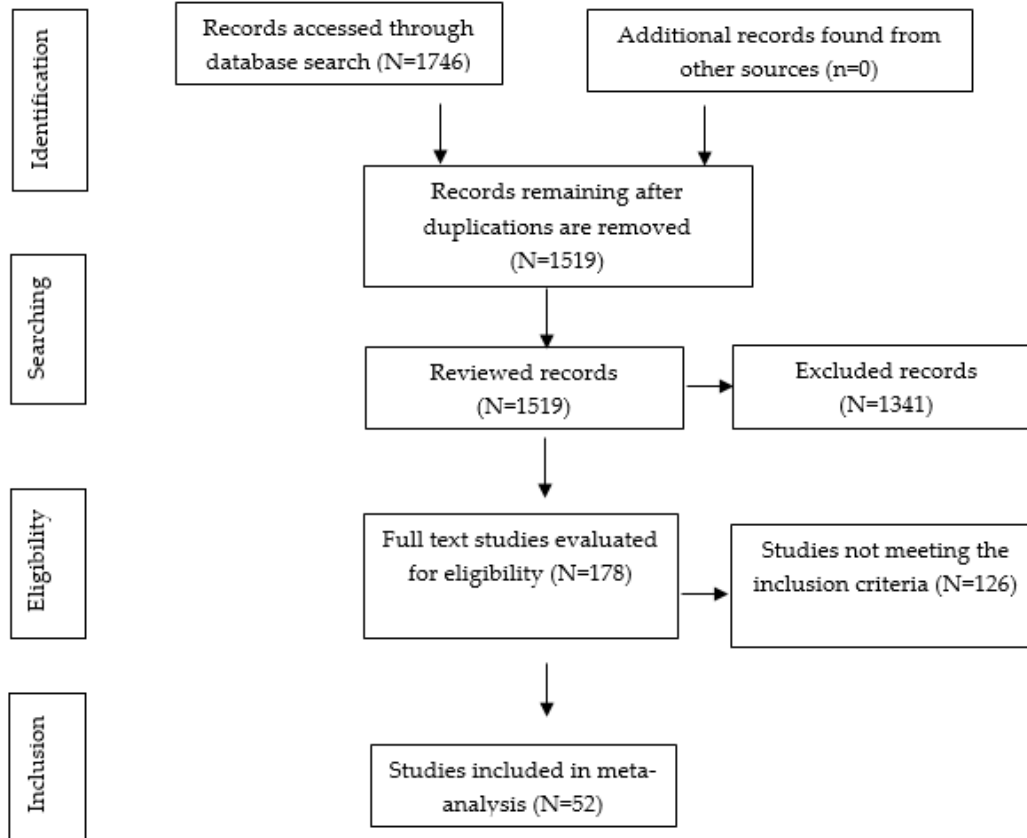 Identification
Records accessed through
database search (N=1746)
Additional records found from
other sources (n=0)
Records remaining after
duplications are removed
(N=1519)
Searching
Reviewed records
(N=1519)
Excluded records
(N=1341)
Eligibility
Full text studies evaluated
for eligibility (N=178)
Studies not meeting the
inclusion criteria (N=126)
Inclusion
Studies included in meta-
analysis (N=52)